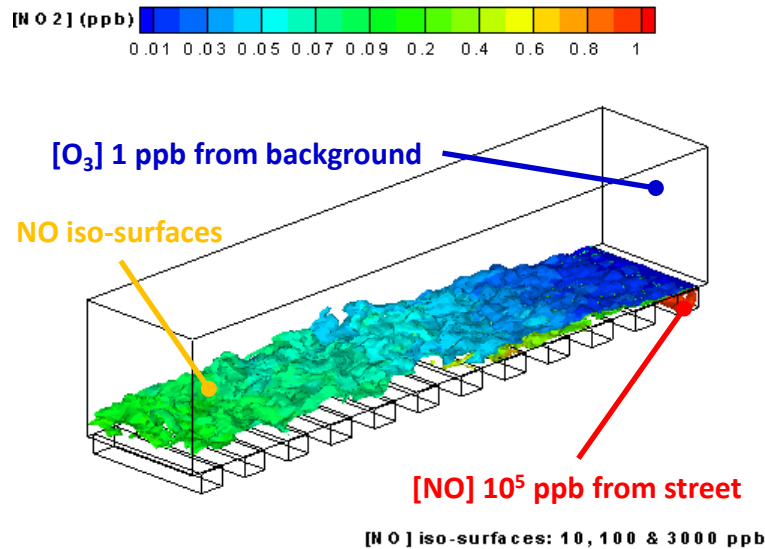 [NO2] (ppb)
0.01 0.03 0.05 0.07 0.09 0.2 0.4 0.6 0.8 1
[O₃] 1 ppb from background
NO iso-surfaces
[NO] 10⁵ ppb from street
[NO] iso-surfaces: 10, 100 & 3000 ppb